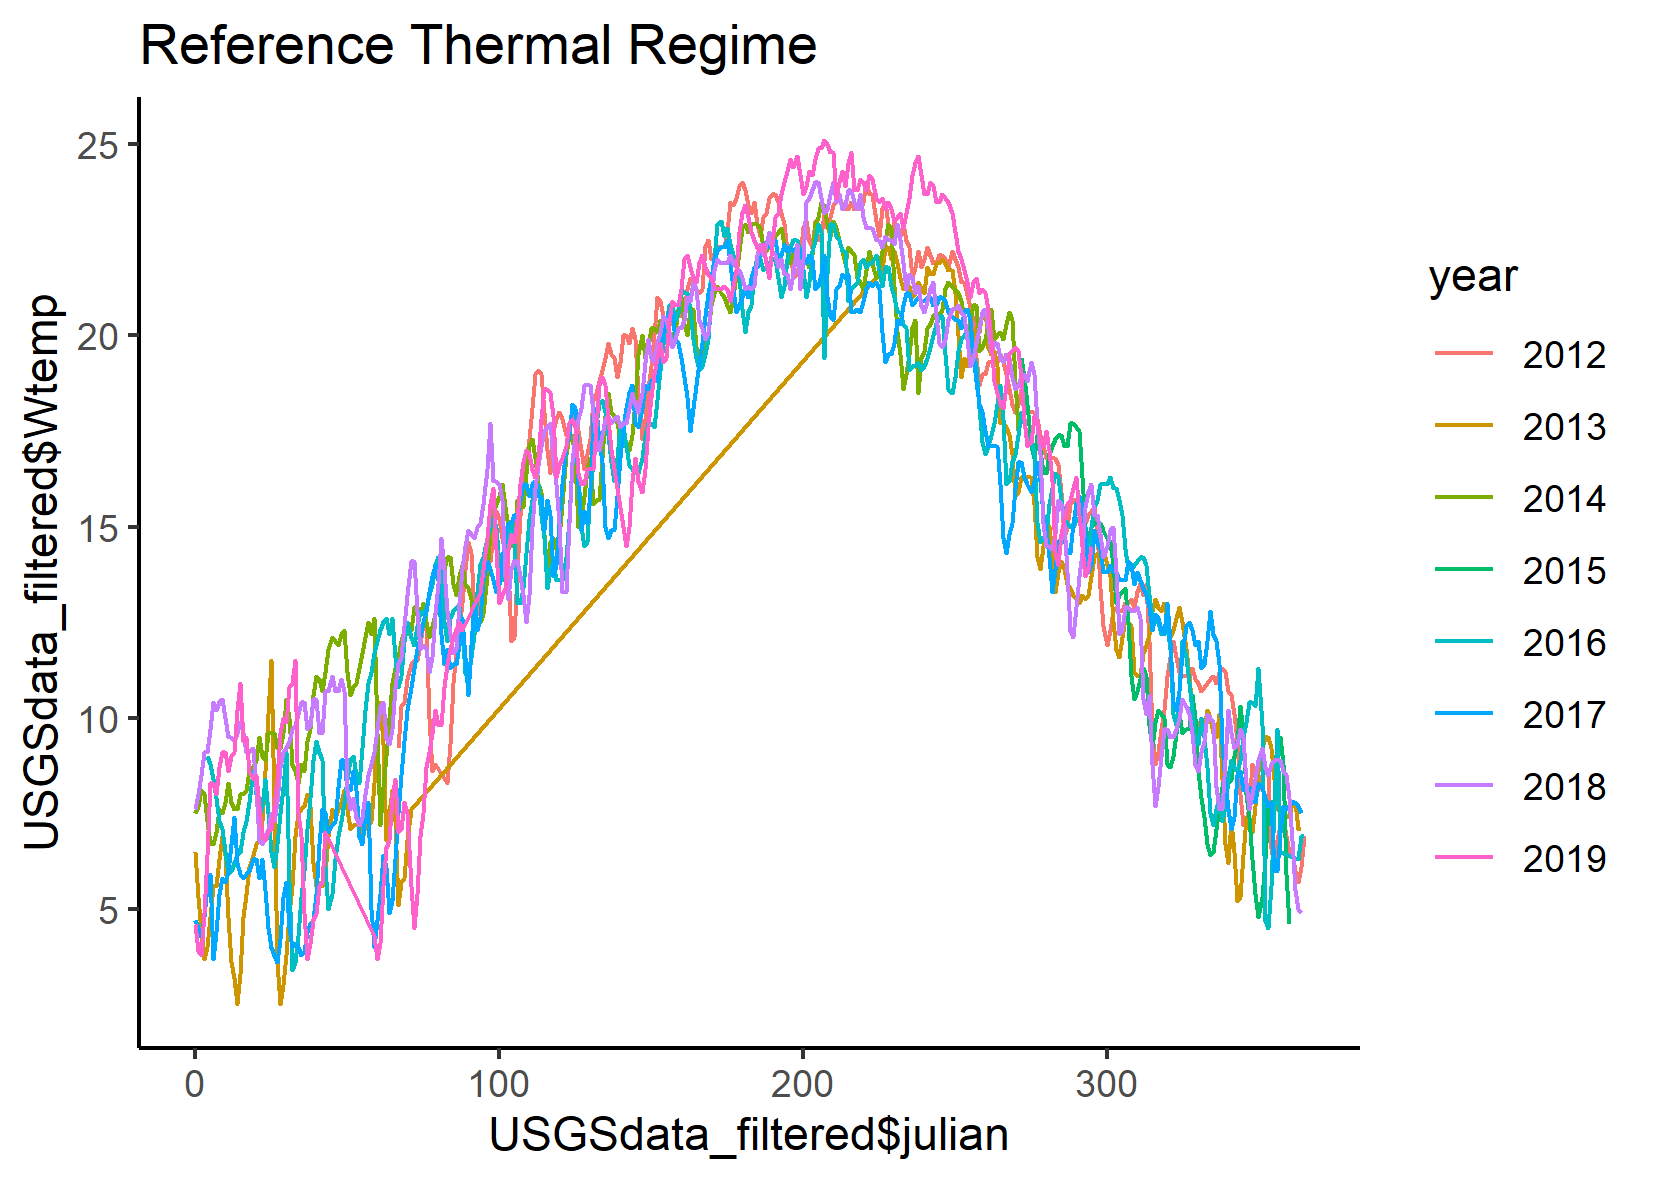 Reference Thermal Regime
25
20
15
10
5
USGSdata_filtered$Wtemp
0 100 200 300
USGSdata_filtered$julian
year
2012
2013
2014
2015
2016
2017
2018
2019